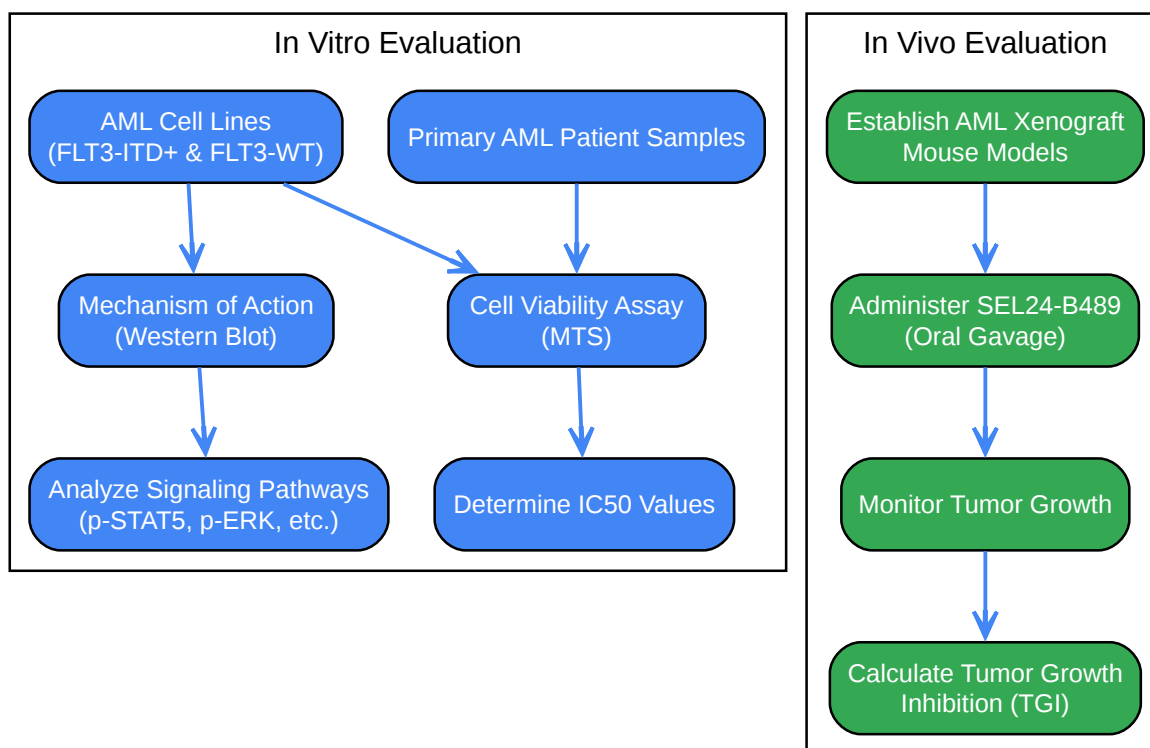 In Vitro Evaluation
AML Cell Lines
(FLT3-ITD+ & FLT3-WT)
Primary AML Patient Samples
Mechanism of Action
(Western Blot)
Cell Viability Assay
(MTS)
Analyze Signaling Pathways
(p-STAT5, p-ERK, etc.)
Determine IC50 Values
In Vivo Evaluation
Establish AML Xenograft
Mouse Models
Administer SEL24-B489
(Oral Gavage)
Monitor Tumor Growth
Calculate Tumor Growth
Inhibition (TGI)